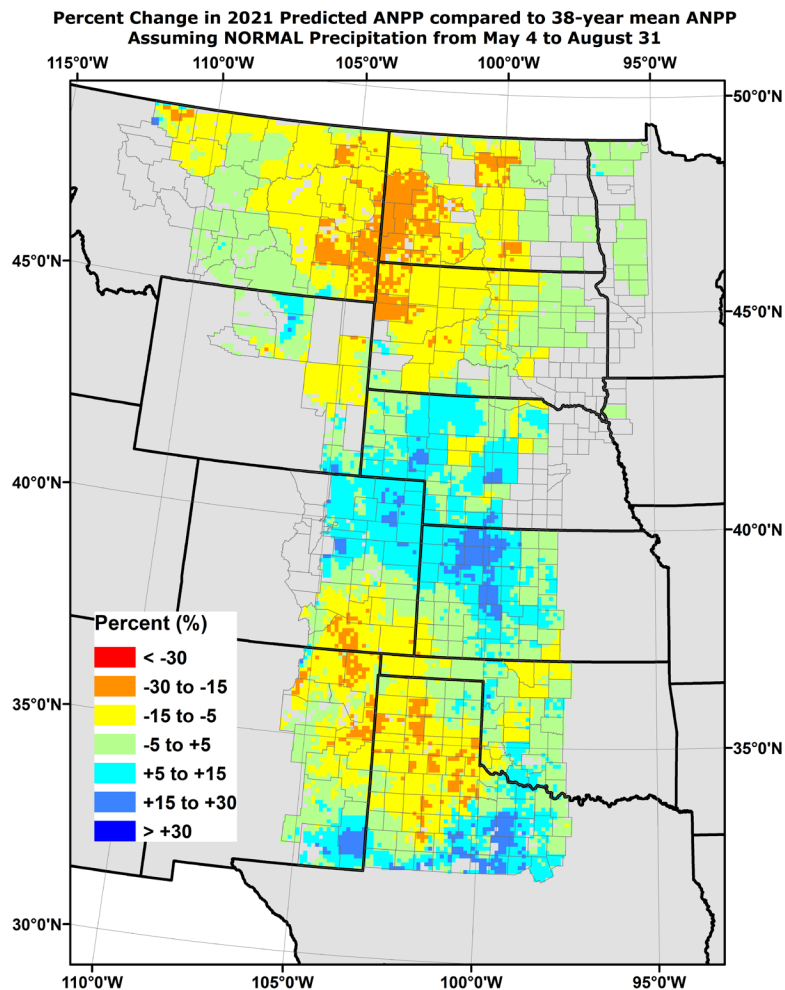 Percent Change in 2021 Predicted ANPP compared to 38-year mean ANPP
Assuming NORMAL Precipitation from May 4 to August 31
115°0'W 110°0'W 105°0'W 100°0'W 95°0'W
50°0'N
45°0'N
45°0'N
40°0'N
40°0'N
Percent (%)
< -30
-30 to -15
-15 to -5
-5 to +5
+5 to +15
+15 to +30
> +30
35°0'N
35°0'N
30°0'N
110°0'W 105°0'W 100°0'W 95°0'W